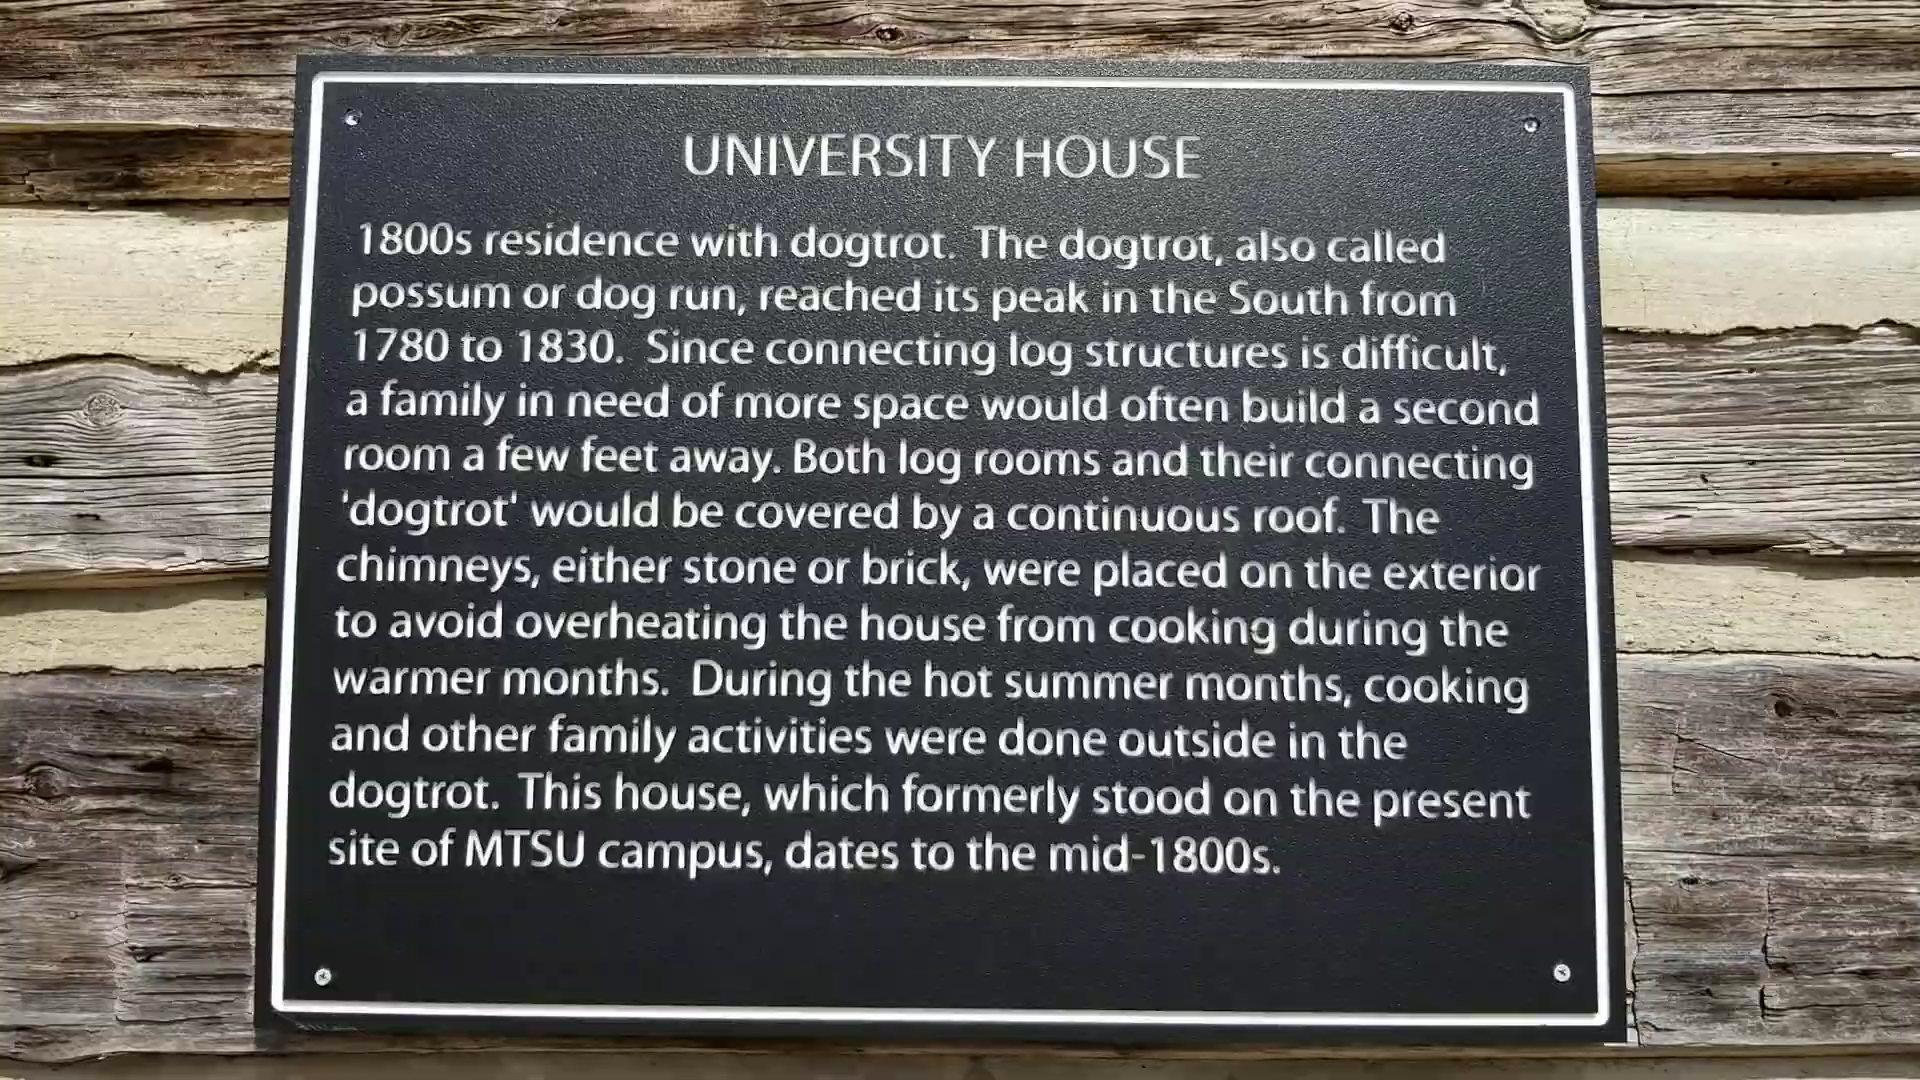 UNIVERSITY HOUSE
1800s residence with dogtrot. The dogtrot, also called
possum or dog run, reached its peak in the South from
1780 to 1830. Since connecting log structures is difficult,
a family in need of more space would often build a second
room a few feet away. Both log rooms and their connecting
'dogtrot' would be covered by a continuous roof. The
chimneys, either stone or brick, were placed on the exterior
to avoid overheating the house from cooking during the
warmer months. During the hot summer months, cooking
and other family activities were done outside in the
dogtrot. This house, which formerly stood on the present
site of MTSU campus, dates to the mid-1800s.